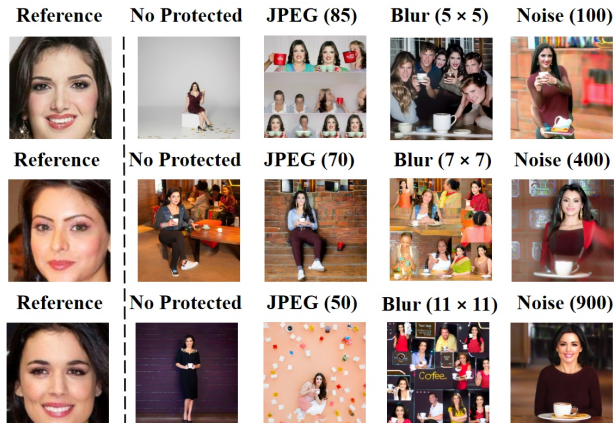 Reference No Protected JPEG (85) Blur (5 × 5) Noise (100)
Reference No Protected JPEG (70) Blur (7 × 7) Noise (400)
Reference No Protected JPEG (50) Blur (11 × 11) Noise (900)
Coffee